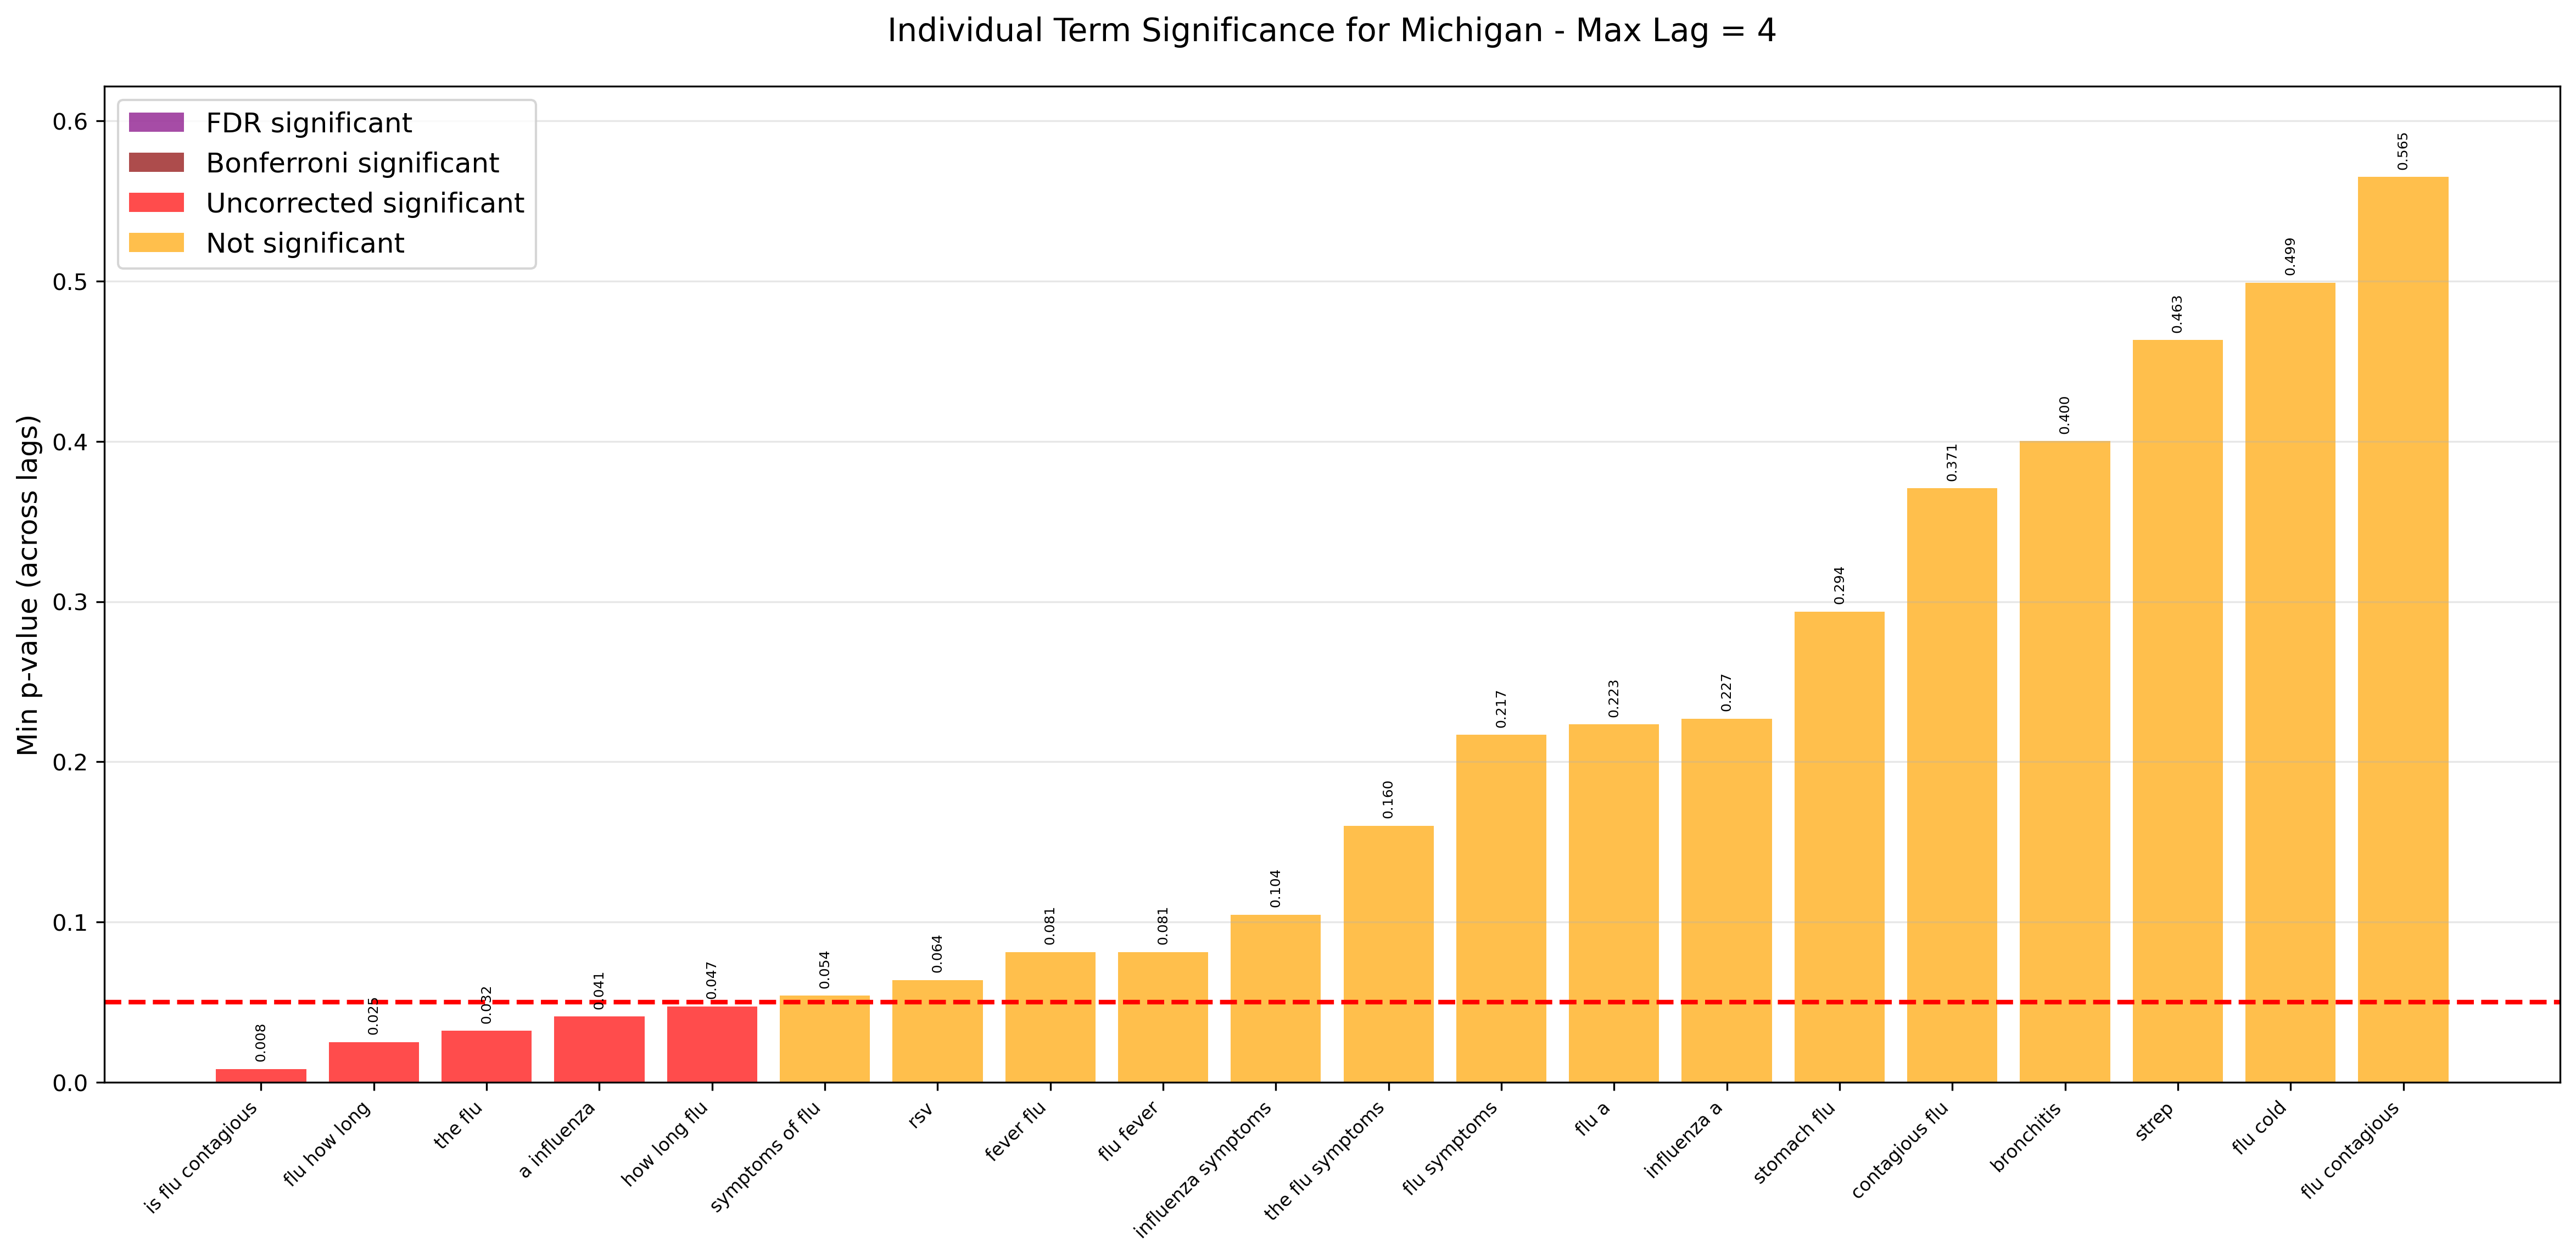 Individual Term Significance for Michigan - Max Lag = 4
FDR significant
Bonferroni significant
Uncorrected significant
Not significant
Min p-value (across lags)
0.6
0.5
0.4
0.3
0.2
0.1
0.0
0.008
0.025
0.032
0.041
0.047
0.054
0.064
0.081
0.081
0.104
0.160
0.217
0.223
0.227
0.294
0.371
0.400
0.463
0.499
0.565
is flu contagious
flu how long
the flu
a influenza
how long flu
symptoms of flu
rsv
fever flu
flu fever
influenza symptoms
the flu symptoms
flu symptoms
flu a
influenza a
stomach flu
contagious flu
bronchitis
strep
flu cold
flu contagious